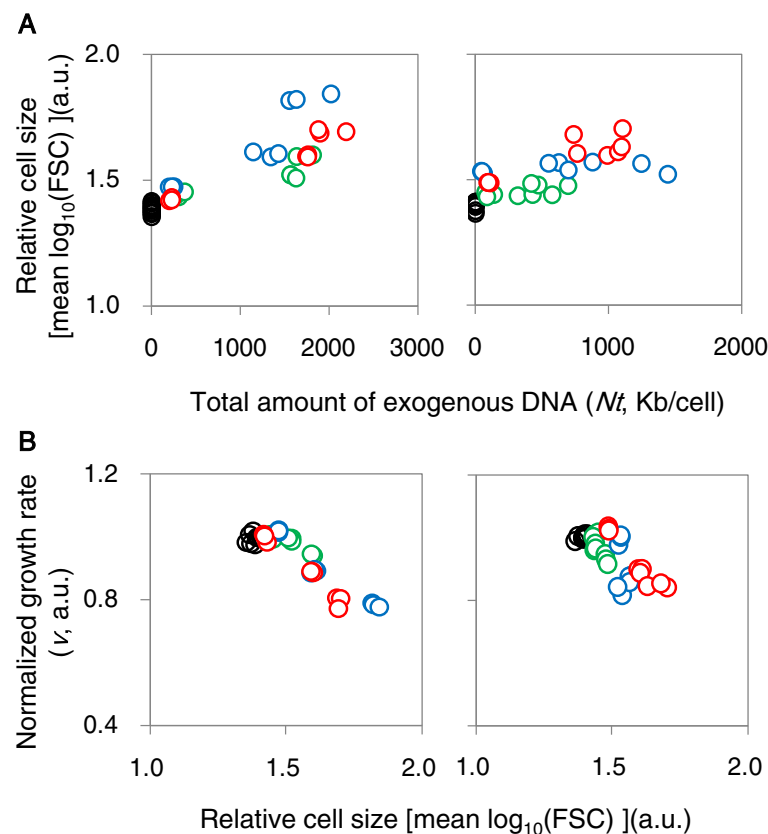 A
Relative cell size
[mean log₁₀(FSC) ](a.u.)
2.0
1.5
1.0
0 1000 2000 3000
0 1000 2000
Total amount of exogenous DNA (Nt, Kb/cell)
B
Normalized growth rate
(v, a.u.)
1.2
0.8
0.4
1.0 1.5 2.0
1.0 1.5 2.0
Relative cell size [mean log₁₀(FSC) ](a.u.)